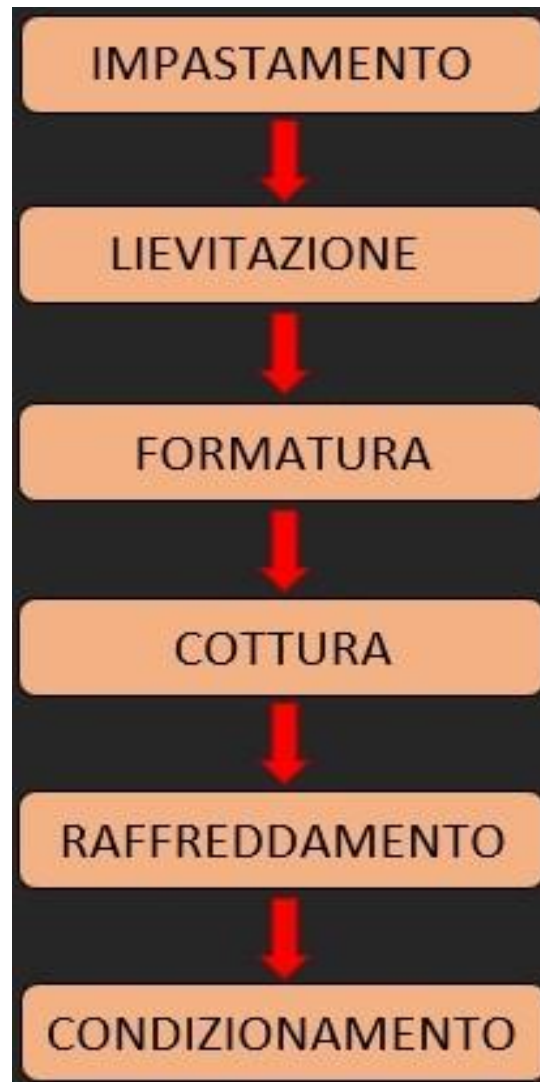 IMPASTAMENTO
LIEVITAZIONE
FORMATURA
COTTURA
RAFFREDDAMENTO
CONDIZIONAMENTO